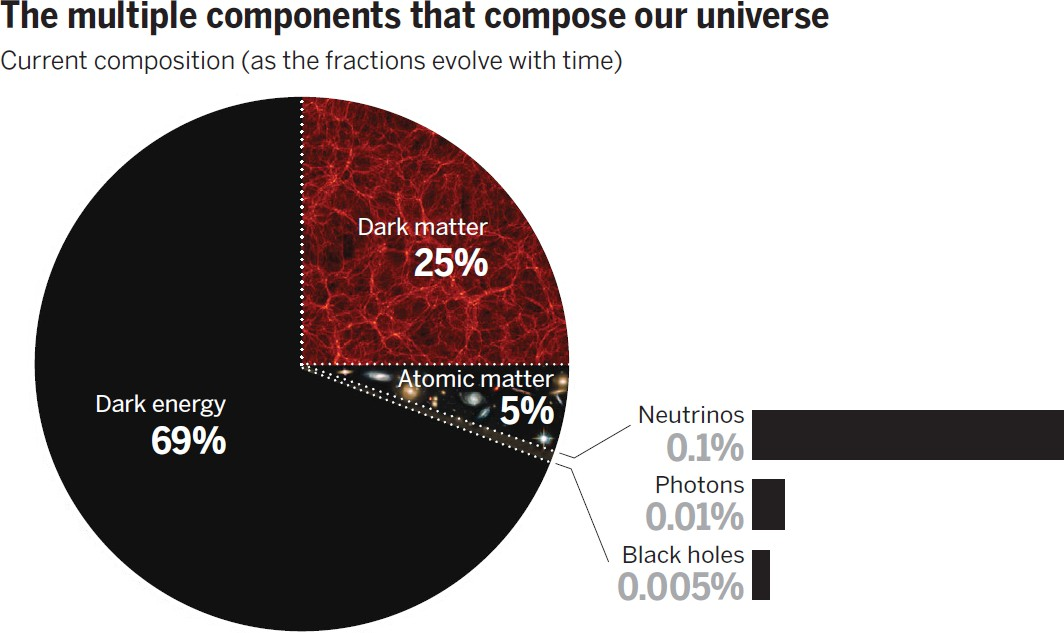 The multiple components that compose our universe
Current composition (as the fractions evolve with time)
Dark matter
25%
Dark energy
69%
Atomic matter
5%
Neutrinos
0.1%
Photons
0.01%
Black holes
0.005%